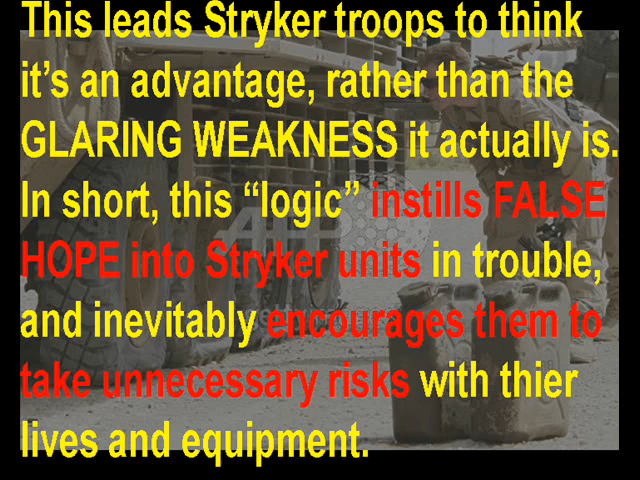 This leads Stryker troops to think
it's an advantage, rather than the
GLARING WEAKNESS it actually is.
In short, this “logic” instills FALSE
HOPE into Stryker units in trouble,
and inevitably encourages them to
take unnecessary risks with thier
lives and equipment.